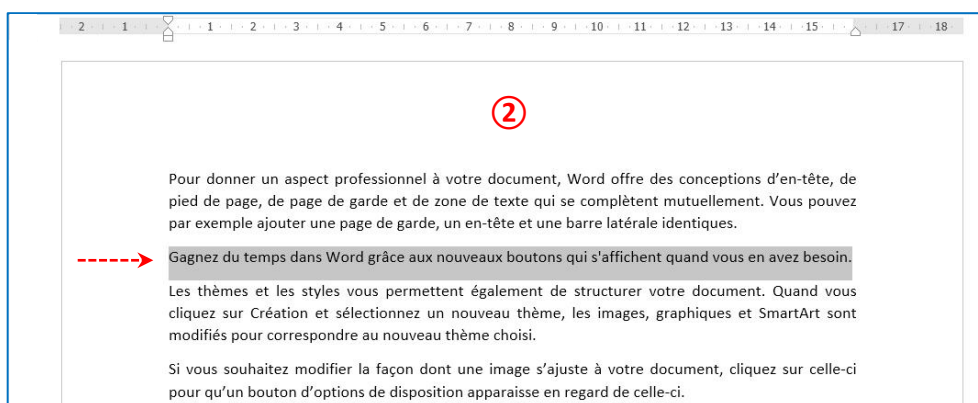 2 1 1 2 3 4 5 6 7 8 9 10 11 12 13 14 15 17 18
②
Pour donner un aspect professionnel à votre document, Word offre des conceptions d’en-tête, de
pied de page, de page de garde et de zone de texte qui se complètent mutuellement. Vous pouvez
par exemple ajouter une page de garde, un en-tête et une barre latérale identiques.
Gagnez du temps dans Word grâce aux nouveaux boutons qui s'affichent quand vous en avez besoin.
Les thèmes et les styles vous permettent également de structurer votre document. Quand vous
cliquez sur Création et sélectionnez un nouveau thème, les images, graphiques et SmartArt sont
modifiés pour correspondre au nouveau thème choisi.
Si vous souhaitez modifier la façon dont une image s’ajuste à votre document, cliquez sur celle-ci
pour qu’un bouton d’options de disposition apparaisse en regard de celle-ci.